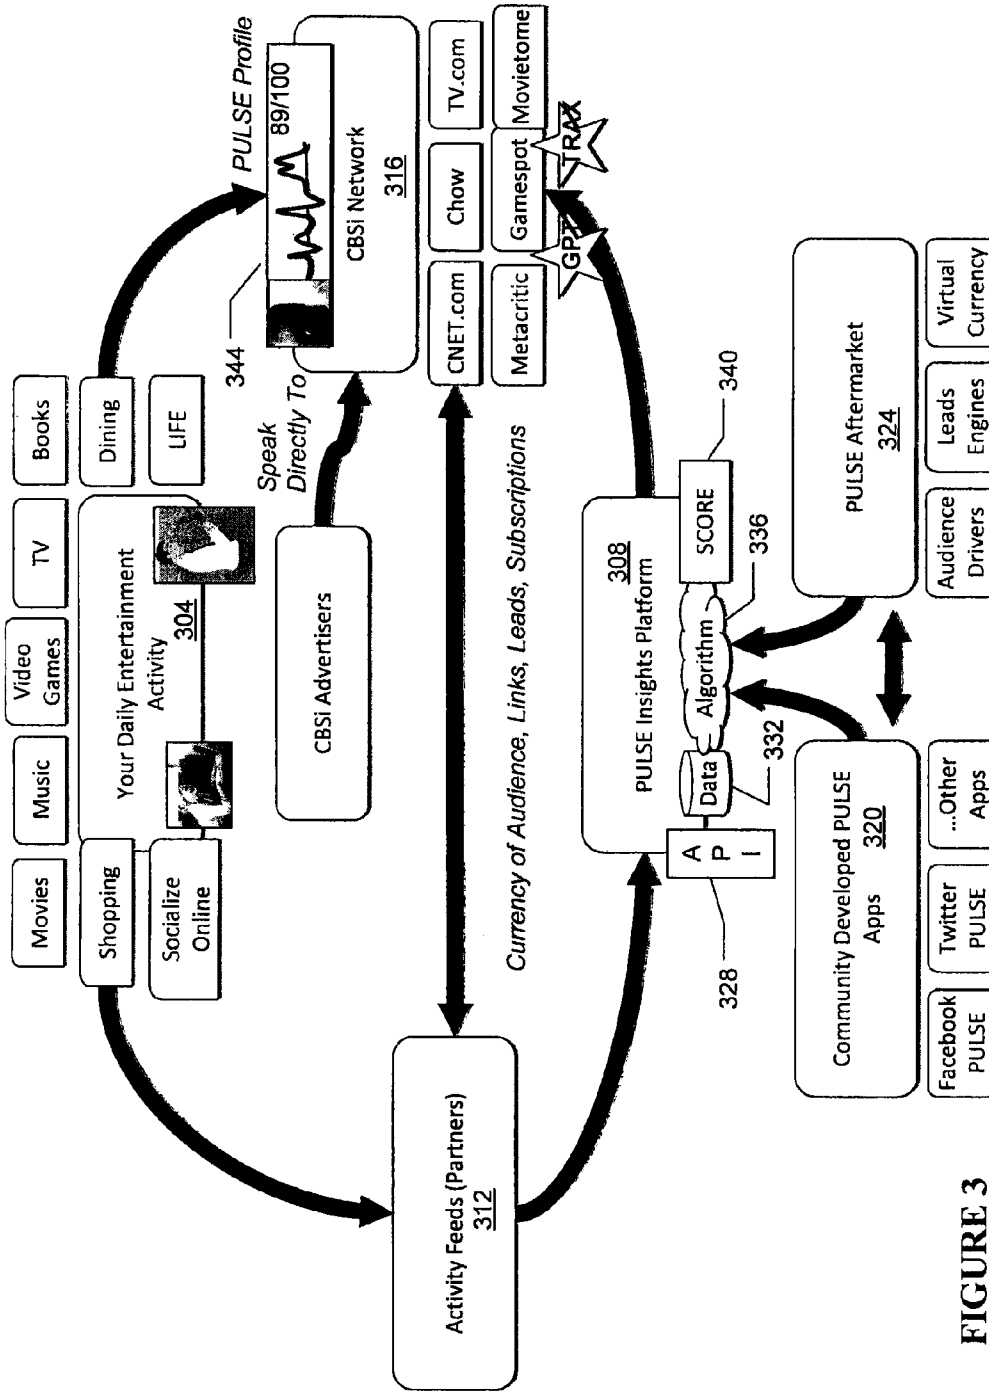 Movies
Music
Video
Games
TV
Books
Shopping
Your Daily Entertainment
Activity
304
Dining
Socialize
Online
LIFE
Speak
Directly To
344
PULSE Profile
89/100
CBSi Network
316
CBSi Advertisers
Activity Feeds (Partners)
312
CNET.com
Chow
TV.com
Metacritic
Gamespot
Movietome
GPT
TRAX
Currency of Audience, Links, Leads, Subscriptions
308
PULSE Insights Platform
A
P
I
Data
Algorithm
SCORE
328
332
336
340
Community Developed PULSE
Apps
320
PULSE Aftermarket
324
Facebook
PULSE
Twitter
PULSE
...Other
Apps
Audience
Drivers
Leads
Engines
Virtual
Currency
FIGURE 3